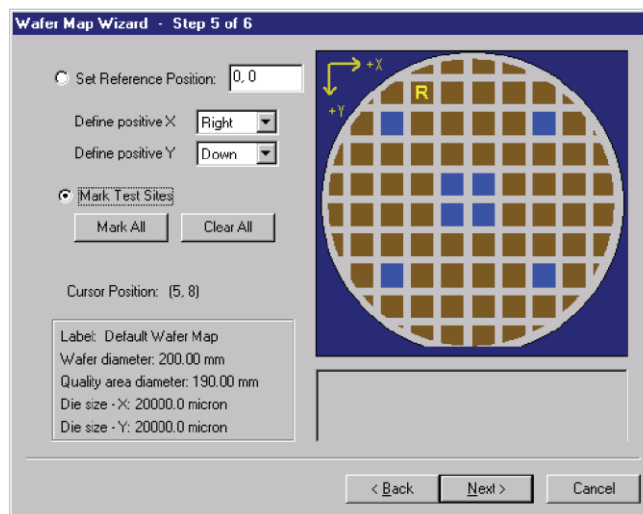 Wafer Map Wizard - Step 5 of 6
Set Reference Position: 0, 0
Define positive X Right
Define positive Y Down
Mark Test Sites
Mark All Clear All
Cursor Position: (5, 8)
Label: Default Wafer Map
Wafer diameter: 200.00 mm
Quality area diameter: 190.00 mm
Die size - X: 20000.0 micron
Die size - Y: 20000.0 micron
+X
+Y
R
< Back Next > Cancel